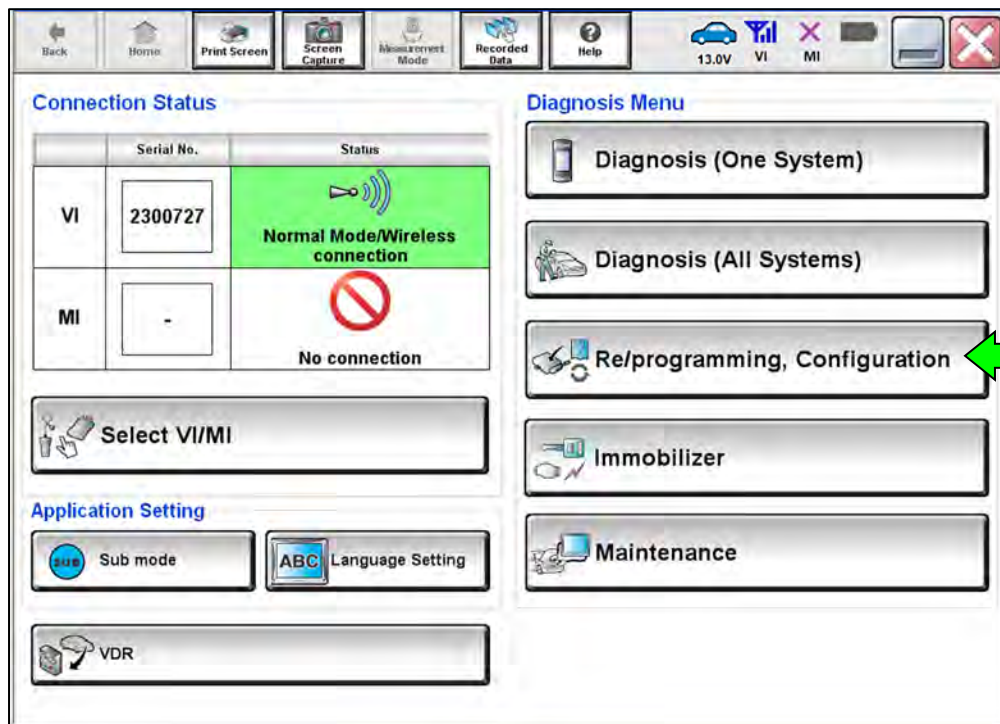 Back
Home
Print Screen
Screen
Capture
Measurement
Mode
Recorded
Data
Help
13.0V
VI
MI
Connection Status
Serial No.
Status
VI
2300727
Normal Mode/Wireless
connection
MI
-
No connection
Select VI/MI
Application Setting
SUB
Sub mode
ABC
Language Setting
VDR
Diagnosis Menu
Diagnosis (One System)
Diagnosis (All Systems)
Re/programming, Configuration
Immobilizer
Maintenance